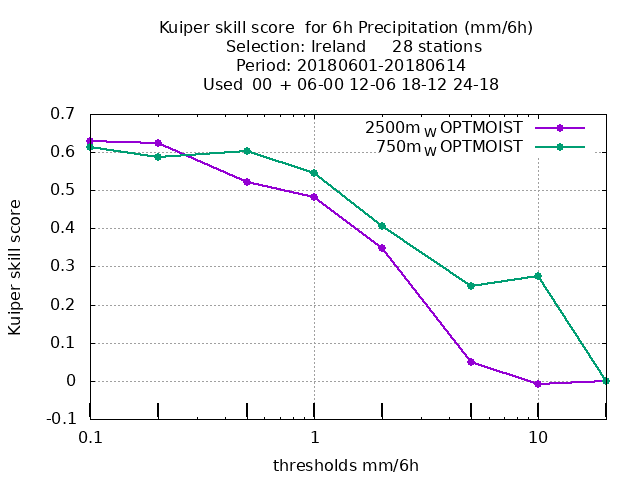 Kuiper skill score  for 6h Precipitation (mm/6h)
Selection: Ireland     28 stations
Period: 20180601-20180614
Used  00  + 06-00 12-06 18-12 24-18
2500m W OPTMOIST
750m W OPTMOIST
0.7
0.6
0.5
0.4
0.3
0.2
0.1
0
-0.1
Kuiper skill score
0.1 1 10
thresholds mm/6h